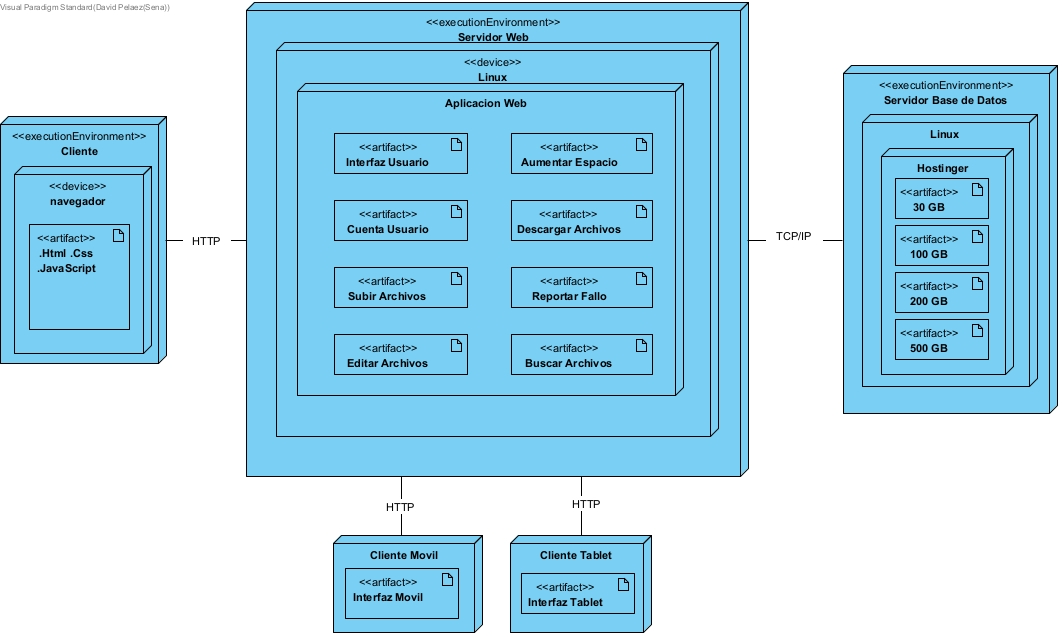 Visual Paradigm Standard(David Pelaez(Sena))
<<executionEnvironment>>
Cliente
<<device>>
navegador
<<artifact>>
.Html .Css
.JavaScript
HTTP
<<executionEnvironment>>
Servidor Web
<<device>>
Linux
Aplicacion Web
<<artifact>>
Interfaz Usuario
<<artifact>>
Aumentar Espacio
<<artifact>>
Cuenta Usuario
<<artifact>>
Descargar Archivos
<<artifact>>
Subir Archivos
<<artifact>>
Reportar Fallo
<<artifact>>
Editar Archivos
<<artifact>>
Buscar Archivos
TCP/IP
<<executionEnvironment>>
Servidor Base de Datos
Linux
Hostinger
<<artifact>>
30 GB
<<artifact>>
100 GB
<<artifact>>
200 GB
<<artifact>>
500 GB
HTTP
HTTP
Cliente Movil
<<artifact>>
Interfaz Movil
Cliente Tablet
<<artifact>>
Interfaz Tablet